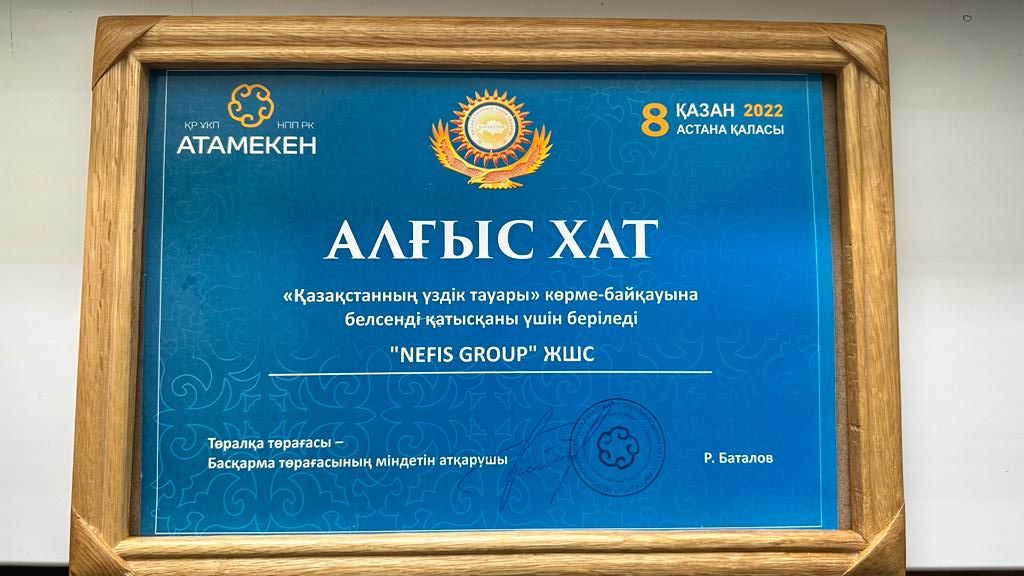 ҚР ҰКП НПП РК
АТАМЕКЕН
8 ҚАЗАН 2022
АСТАНА ҚАЛАСЫ
АЛҒЫС ХАТ
«Қазақстанның үздік тауары» көрме-байқауына
белсенді қатысқаны үшін беріледі
"NEFIS GROUP" ЖШС
Төралқа төрағасы –
Басқарма төрағасының міндетін атқарушы
Р. Баталов